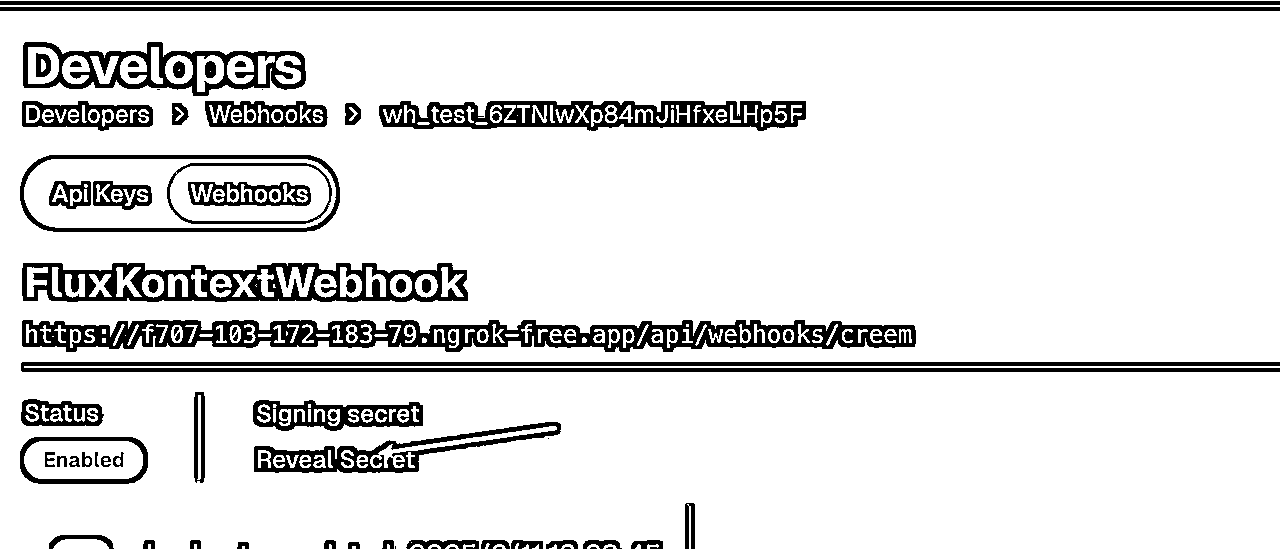 Developers
Developers > Webhooks > wh_test_6ZTNlwXp84mJiHfxeLHp5F
Api Keys Webhooks
FluxKontextWebhook
https://f707-103-172-183-79.ngrok-free.app/api/webhooks/creem
Status Signing secret
Enabled Reveal Secret